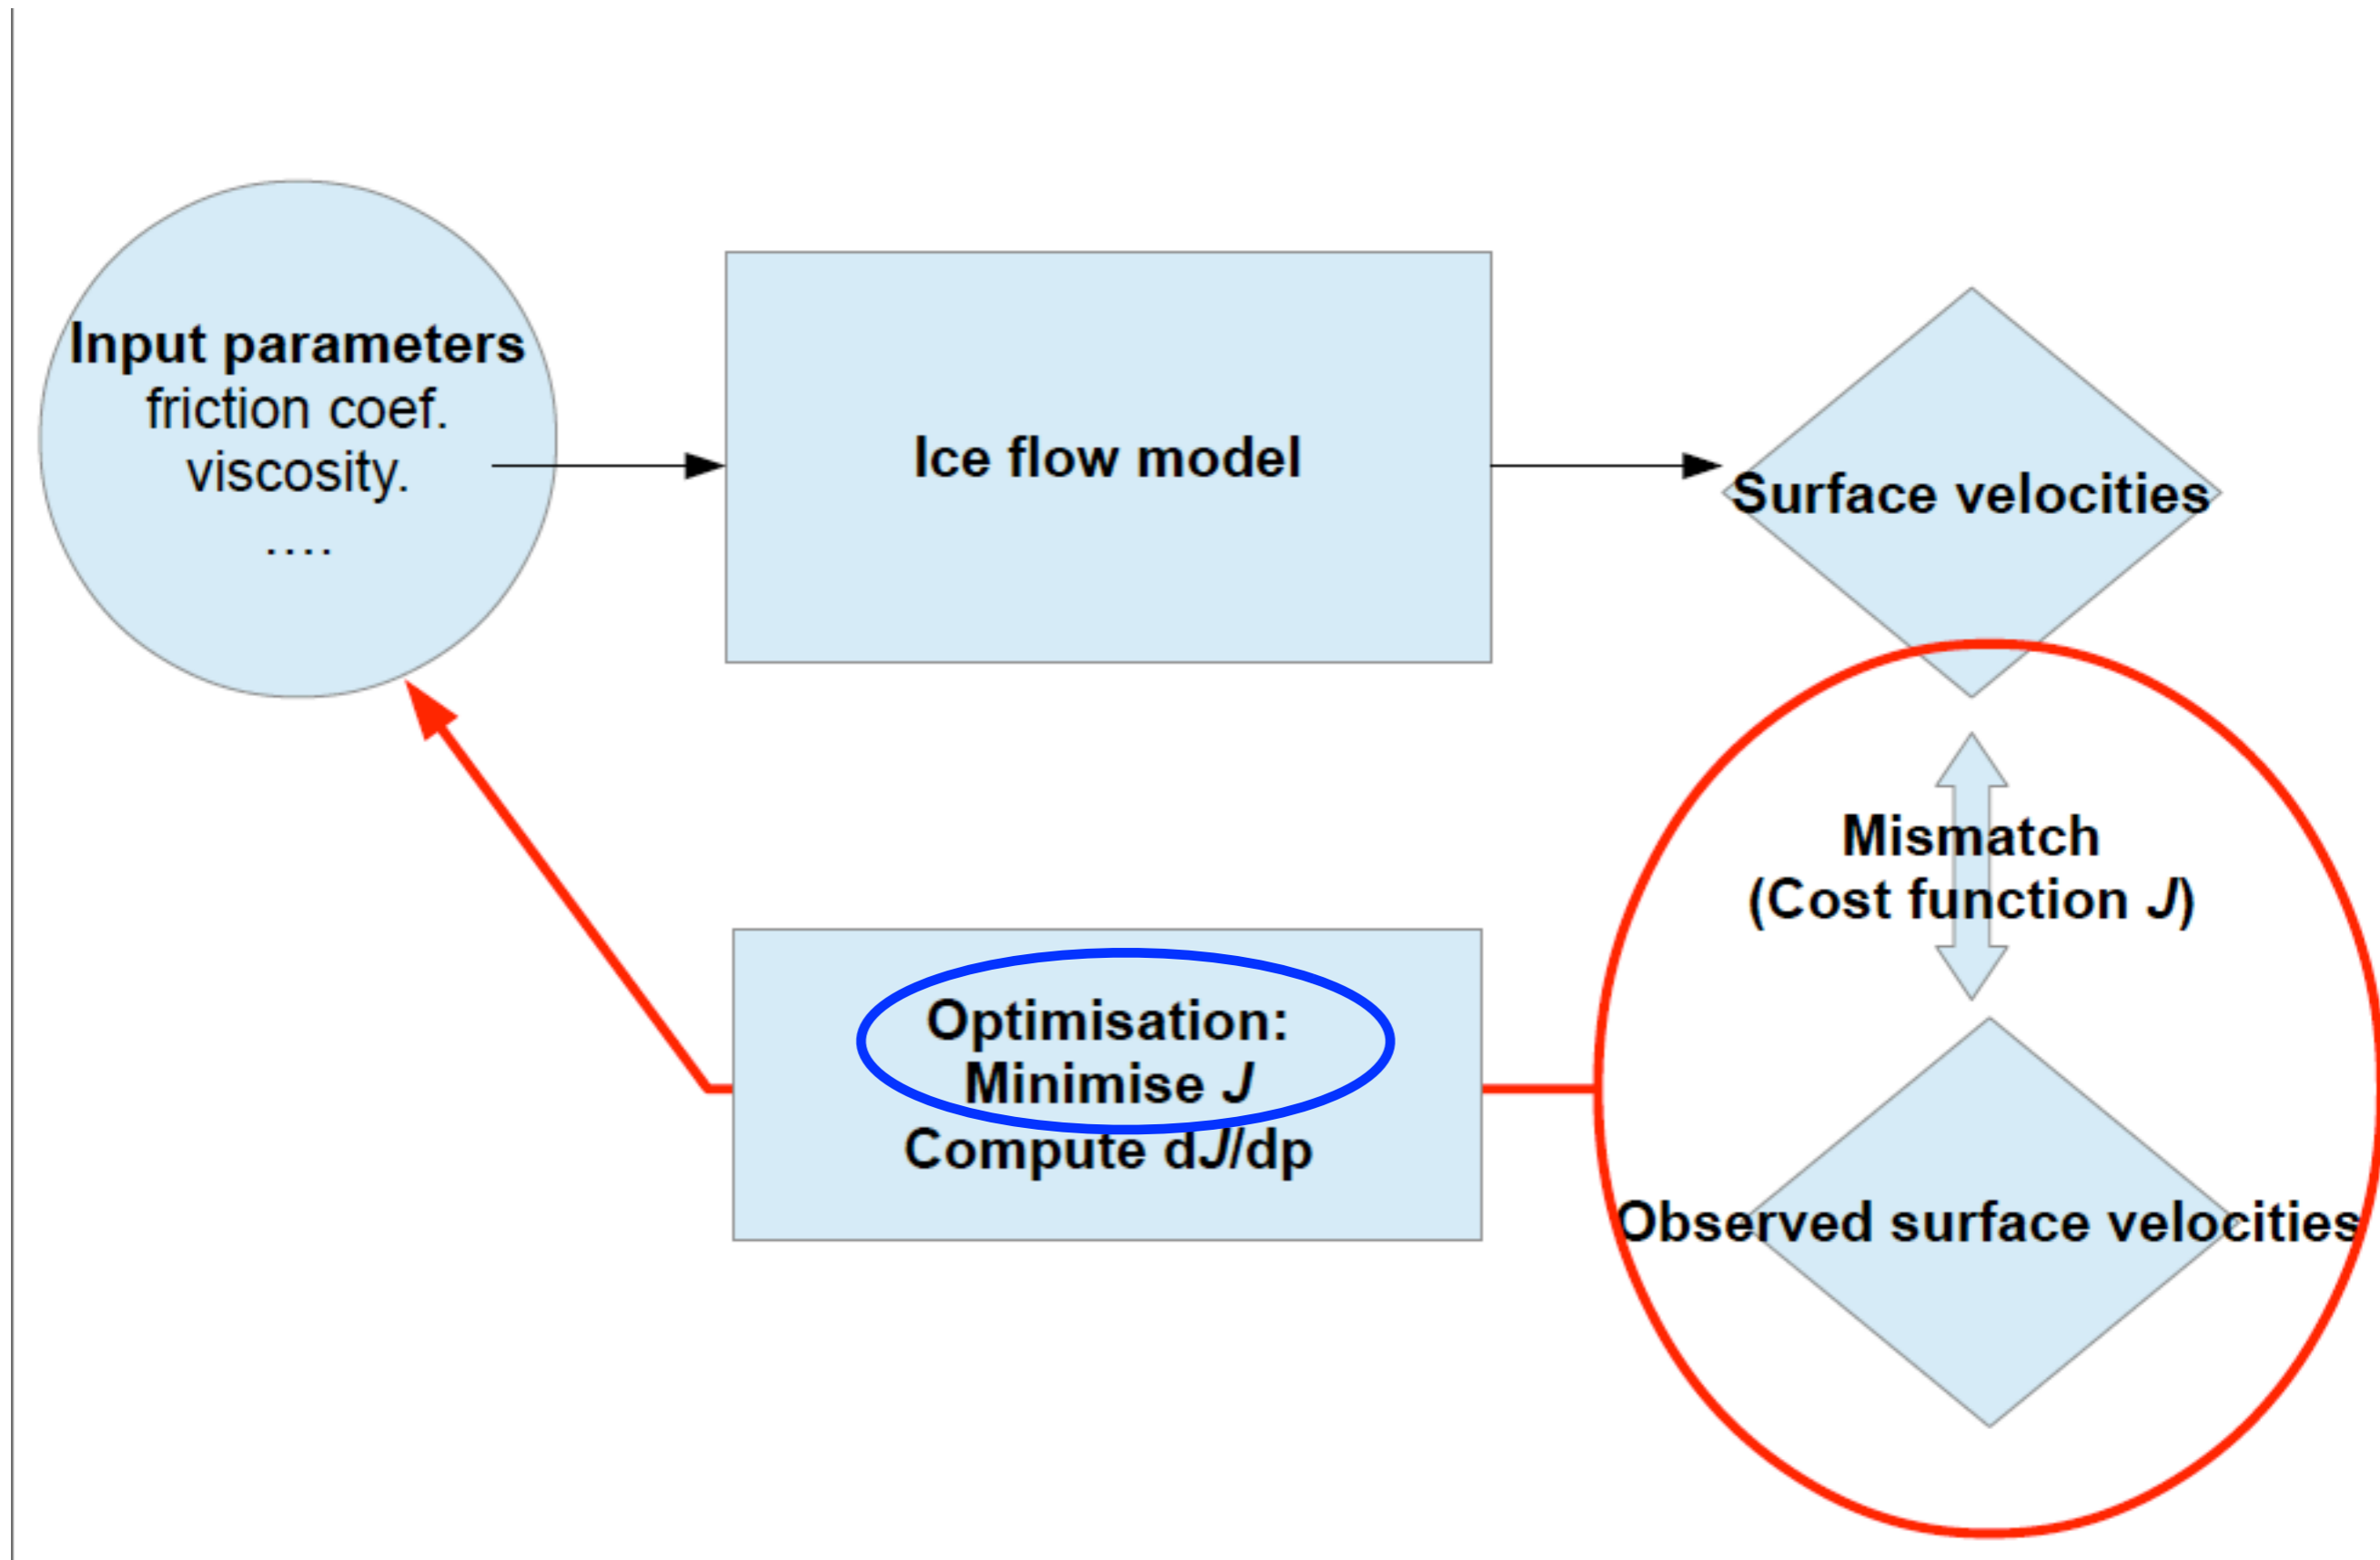 Input parameters
friction coef.
viscosity.
....
Ice flow model
Surface velocities
Mismatch
(Cost function J)
Optimisation:
Minimise J
Compute dJ/dp
Observed surface velocities